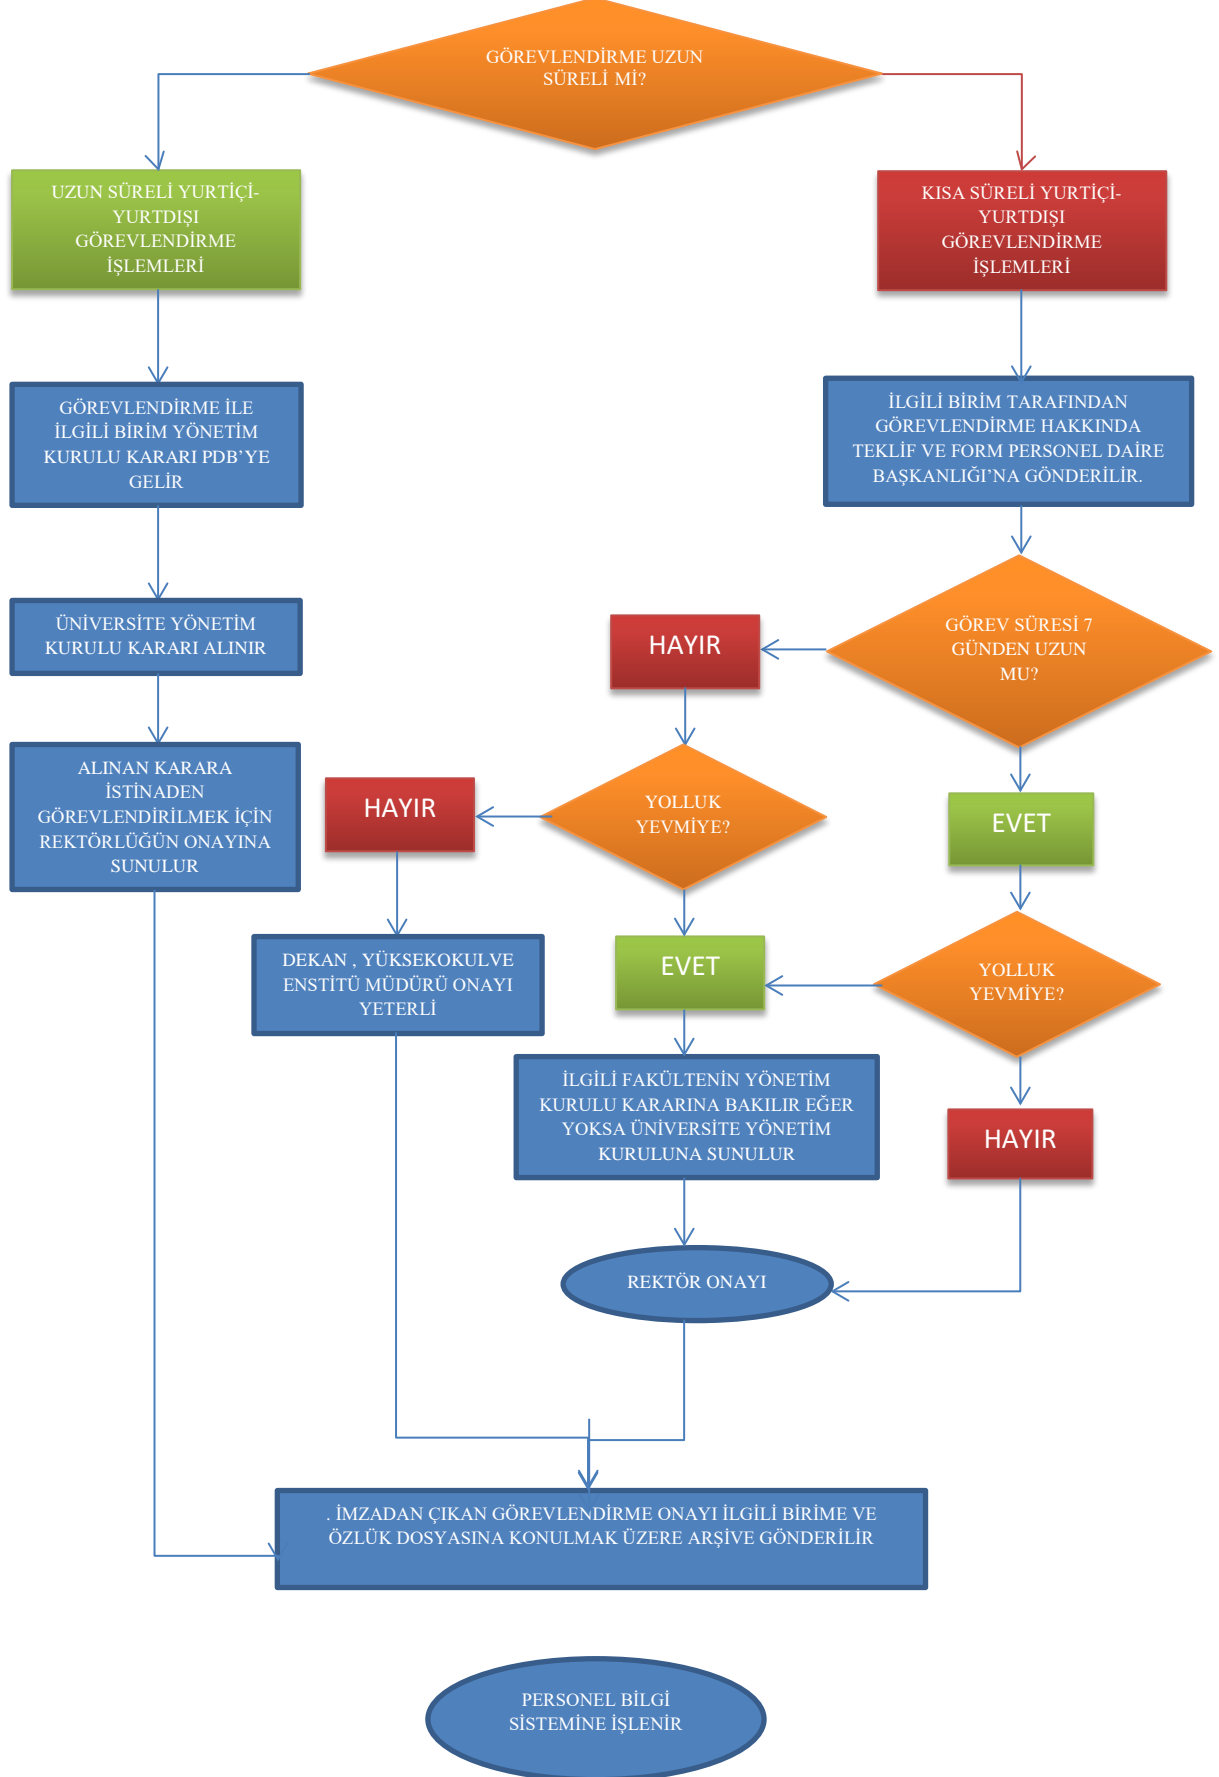 GÖREVLENDİRME UZUN
SÜRELİ Mİ?
UZUN SÜRELİ YURTİÇİ-
YURTDIŞI
GÖREVLENDİRME
İŞLEMLERİ
KISA SÜRELİ YURTİÇİ-
YURTDIŞI
GÖREVLENDİRME
İŞLEMLERİ
GÖREVLENDİRME İLE
İLGİLİ BİRİM YÖNETİM
KURULU KARARI PDB'YE
GELİR
İLGİLİ BİRİM TARAFINDAN
GÖREVLENDİRME HAKKINDA
TEKLİF VE FORM PERSONEL DAİRE
BAŞKANLIĞI'NA GÖNDERİLİR.
ÜNİVERSİTE YÖNETİM
KURULU KARARI ALINIR
HAYIR
GÖREV SÜRESİ 7
GÜNDEN UZUN
MU?
ALINAN KARARA
İSTİNADEN
GÖREVLENDİRİLMEK İÇİN
REKTÖRLÜĞÜN ONAYINA
SUNULUR
HAYIR
YOLLUK
YEVMİYE?
EVET
DEKAN , YÜKSEKOKULVE
ENSTİTÜ MÜDÜRÜ ONAYI
YETERLİ
EVET
YOLLUK
YEVMİYE?
İLGİLİ FAKÜLTENİN YÖNETİM
KURULU KARARINA BAKILIR EĞER
YOKSA ÜNİVERSİTE YÖNETİM
KURULUNA SUNULUR
HAYIR
REKTÖR ONAYI
. İMZADAN ÇIKAN GÖREVLENDİRME ONAYI İLGİLİ BİRİME VE
ÖZLÜK DOSYASINA KONULMAK ÜZERE ARŞİVE GÖNDERİLİR
PERSONEL BİLGİ
SİSTEMİNE İŞLENİR